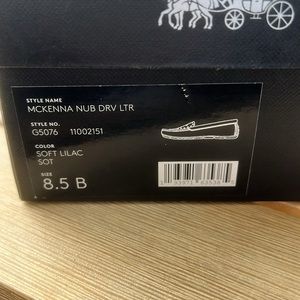 STYLE NAME
MCKENNA NUB DRV LTR
STYLE NO.
G5076 11002151
COLOR
SOFT LILAC
SOT
SIZE
8.5 B